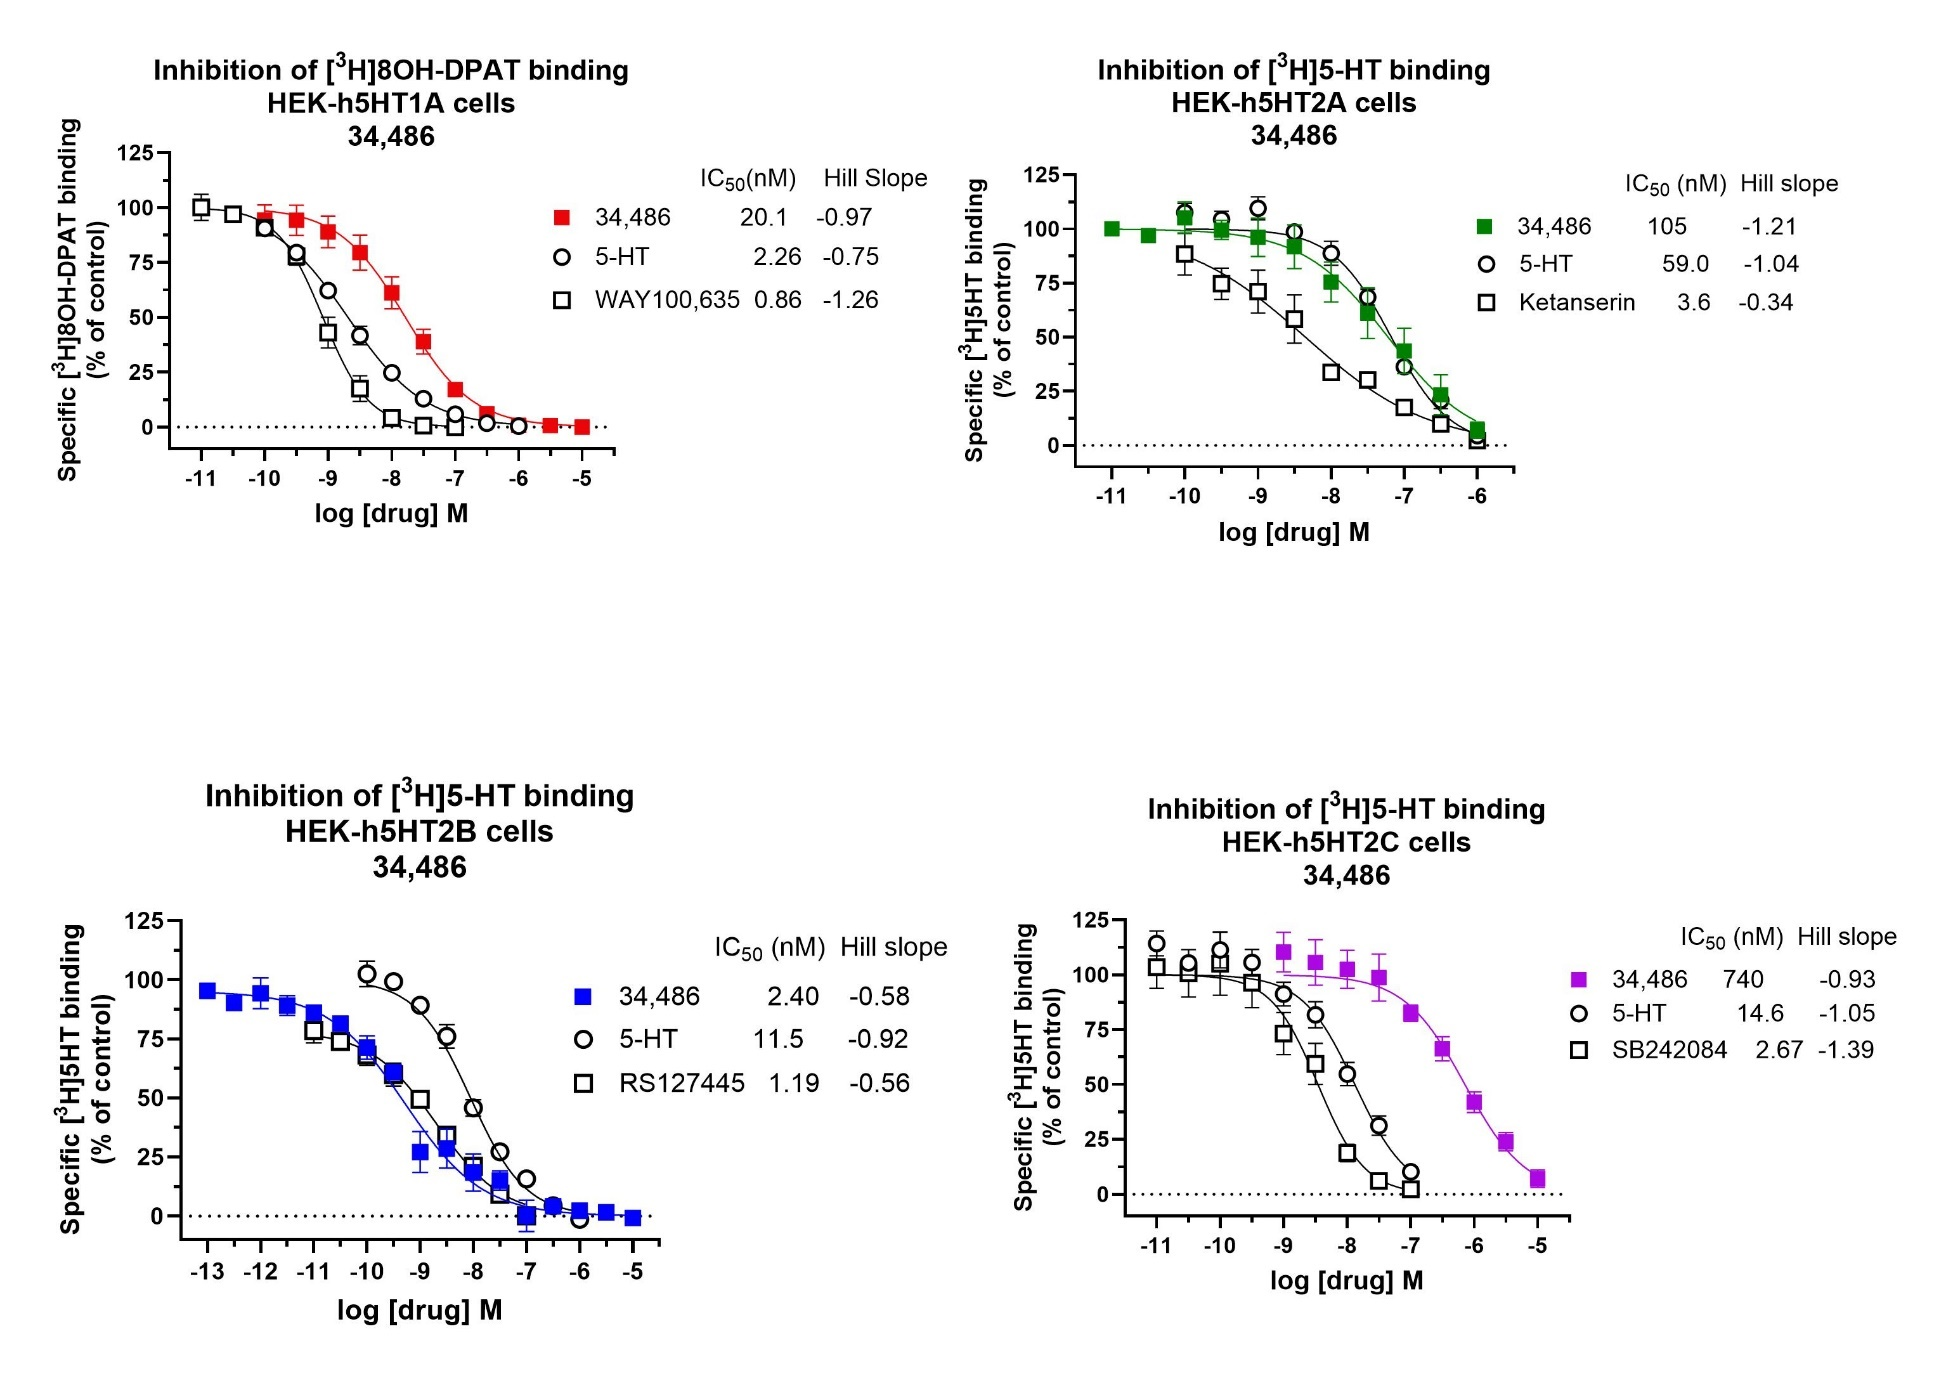 Inhibition of [³H]8OH-DPAT binding
HEK-h5HT1A cells
34,486
Specific [³H]8OH-DPAT binding
(% of control)
125
100
75
50
25
0
-11 -10 -9 -8 -7 -6 -5
log [drug] M
IC₅₀(nM) Hill Slope
34,486 20.1 -0.97
5-HT 2.26 -0.75
WAY100,635 0.86 -1.26
Inhibition of [³H]5-HT binding
HEK-h5HT2A cells
34,486
Specific [³H]5HT binding
(% of control)
125
100
75
50
25
0
-11 -10 -9 -8 -7 -6
log [drug] M
IC₅₀ (nM) Hill slope
34,486 105 -1.21
5-HT 59.0 -1.04
Ketanserin 3.6 -0.34
Inhibition of [³H]5-HT binding
HEK-h5HT2B cells
34,486
Specific [³H]5HT binding
(% of control)
125
100
75
50
25
0
-13 -12 -11 -10 -9 -8 -7 -6 -5
log [drug] M
IC₅₀ (nM) Hill slope
34,486 2.40 -0.58
5-HT 11.5 -0.92
RS127445 1.19 -0.56
Inhibition of [³H]5-HT binding
HEK-h5HT2C cells
34,486
Specific [³H]5HT binding
(% of control)
125
100
75
50
25
0
-11 -10 -9 -8 -7 -6 -5
log [drug] M
IC₅₀ (nM) Hill slope
34,486 740 -0.93
5-HT 14.6 -1.05
SB242084 2.67 -1.39